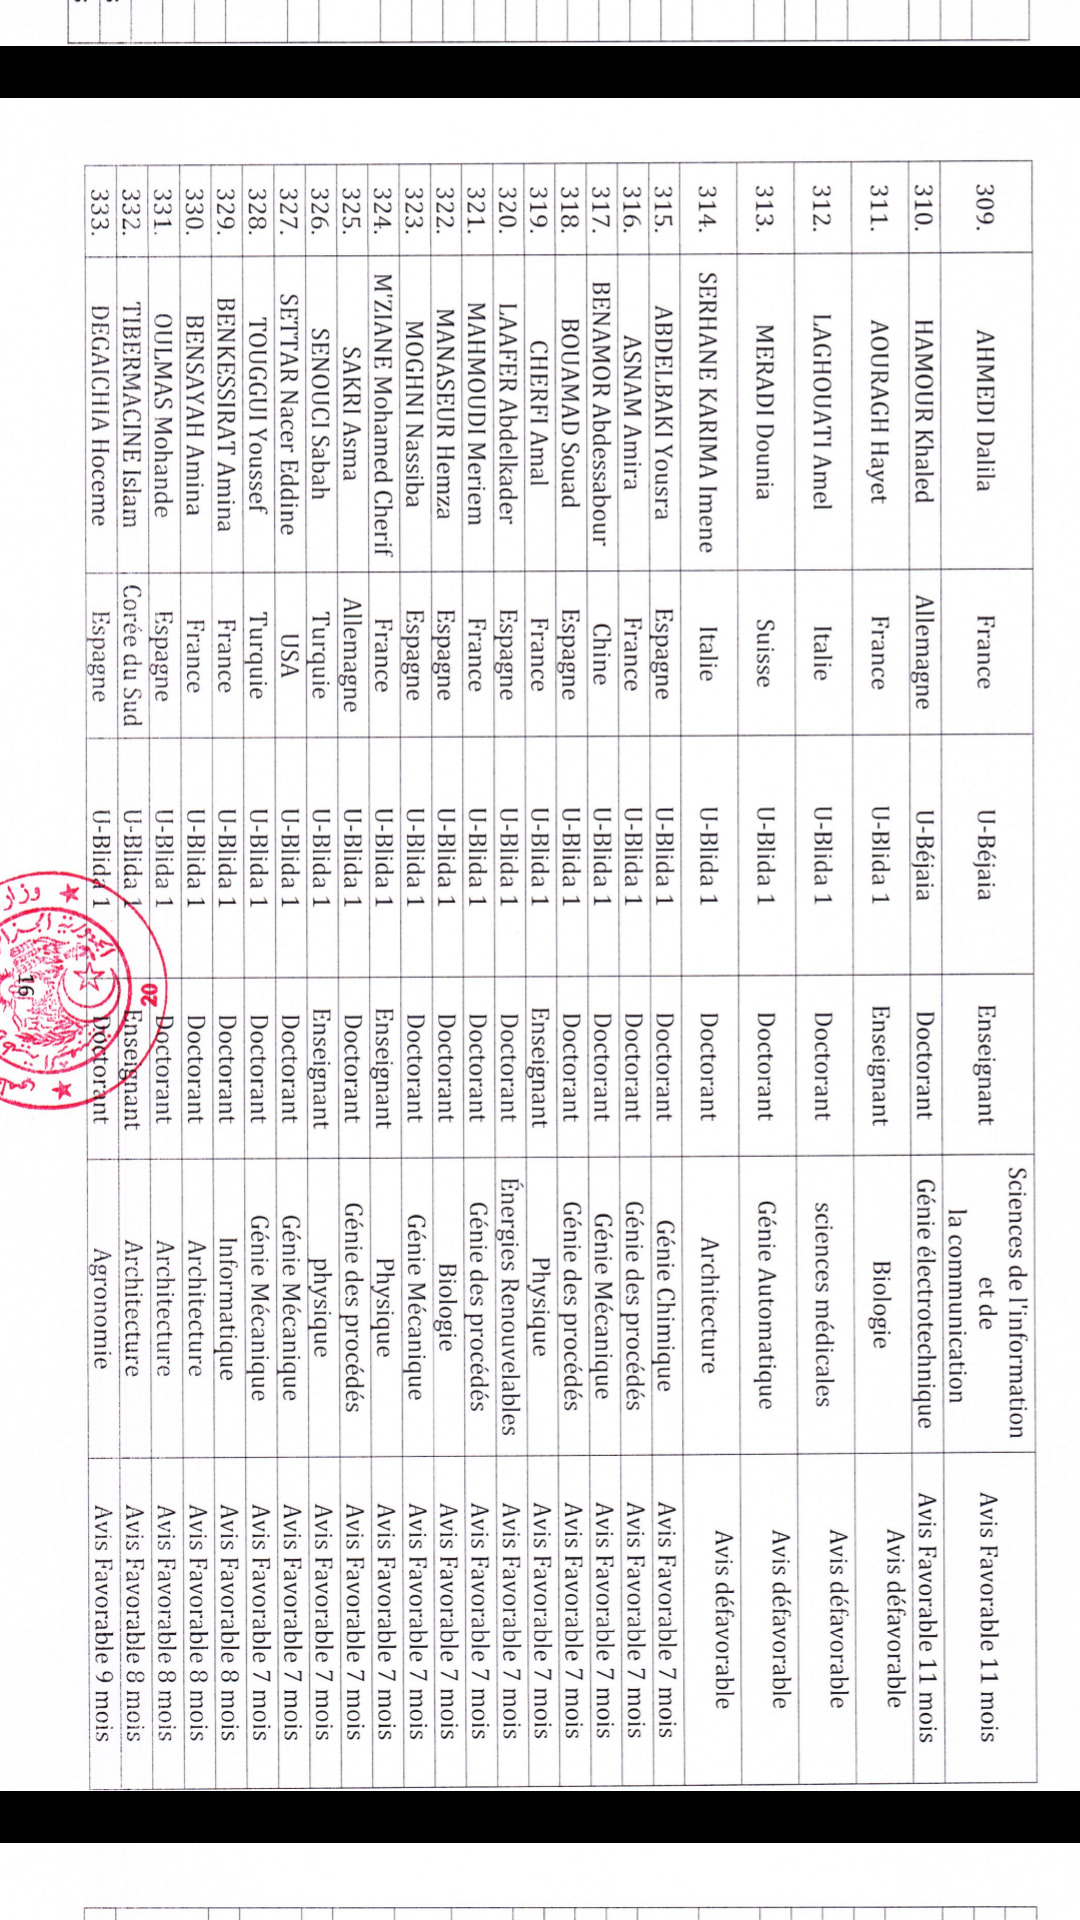 309. AHMEDI Dalila France U-Béjaia Enseignant Sciences de l'information
et de
la communication Avis Favorable 11 mois
310. HAMOUR Khaled Allemagne U-Béjaia Doctorant Génie électrotechnique Avis Favorable 11 mois
311. AOURAGH Hayet France U-Blida 1 Enseignant Biologie Avis défavorable
312. LAGHOUATI Amel Italie U-Blida 1 Doctorant sciences médicales Avis défavorable
313. MERADI Dounia Suisse U-Blida 1 Doctorant Génie Automatique Avis défavorable
314. SERHANE KARIMA Imene Italie U-Blida 1 Doctorant Architecture Avis défavorable
315. ABDELBAKI Yousra Espagne U-Blida 1 Doctorant Génie Chimique Avis Favorable 7 mois
316. ASNAM Amira France U-Blida 1 Doctorant Génie des procédés Avis Favorable 7 mois
317. BENAMOR Abdessabour Chine U-Blida 1 Doctorant Génie Mécanique Avis Favorable 7 mois
318. BOUAMAD Souad Espagne U-Blida 1 Doctorant Génie des procédés Avis Favorable 7 mois
319. CHERFI Amal France U-Blida 1 Enseignant Physique Avis Favorable 7 mois
320. LAAFER Abdelkader Espagne U-Blida 1 Doctorant Énergies Renouvelables Avis Favorable 7 mois
321. MAHMOUDI Meriem France U-Blida 1 Doctorant Génie des procédés Avis Favorable 7 mois
322. MANASEUR Hemza Espagne U-Blida 1 Doctorant Biologie Avis Favorable 7 mois
323. MOGHNI Nassiba Espagne U-Blida 1 Doctorant Génie Mécanique Avis Favorable 7 mois
324. M'ZIANE Mohamed Cherif France U-Blida 1 Enseignant Physique Avis Favorable 7 mois
325. SAKRI Asma Allemagne U-Blida 1 Doctorant Génie des procédés Avis Favorable 7 mois
326. SENOUCI Sabah Turquie U-Blida 1 Enseignant physique Avis Favorable 7 mois
327. SETTAR Nacer Eddine USA U-Blida 1 Doctorant Génie Mécanique Avis Favorable 7 mois
328. TOUGGUI Youssef Turquie U-Blida 1 Doctorant Génie Mécanique Avis Favorable 7 mois
329. BENKESSIRAT Amina France U-Blida 1 Doctorant Informatique Avis Favorable 8 mois
330. BENSAYAH Amina France U-Blida 1 Doctorant Architecture Avis Favorable 8 mois
331. OULMAS Mohande Espagne U-Blida 1 Doctorant Architecture Avis Favorable 8 mois
332. TIBERMACINE Islam Corée du Sud U-Blida 1 Enseignant Architecture Avis Favorable 8 mois
333. DEGAICHIA Hoceme Espagne U-Blida 1 Doctorant Agronomie Avis Favorable 9 mois
20
16